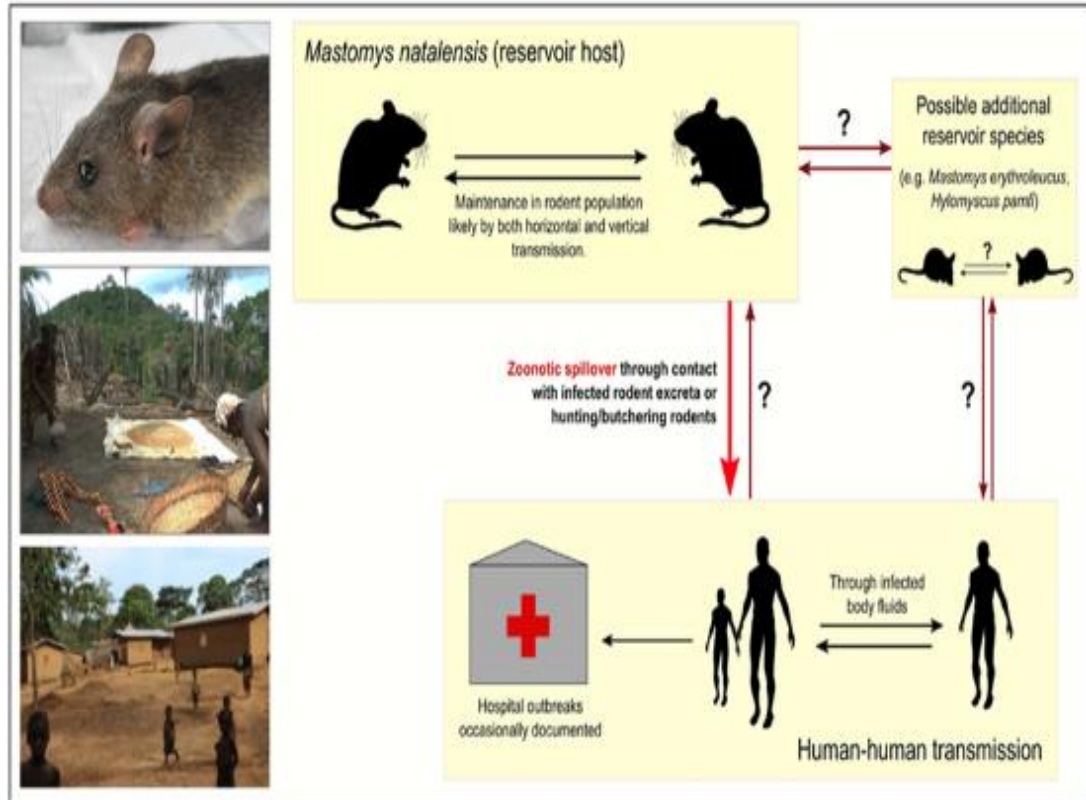 Mastomys natalensis (reservoir host)
Maintenance in rodent population
likely by both horizontal and vertical
transmission.
?
Possible additional
reservoir species
(e.g. Mastomys erythroleucus,
Hylomyscus pamfi)
?
Zoonotic spillover through contact
with infected rodent excreta or
hunting/butchering rodents
?
?
Through infected
body fluids
Hospital outbreaks
occasionally documented
Human-human transmission